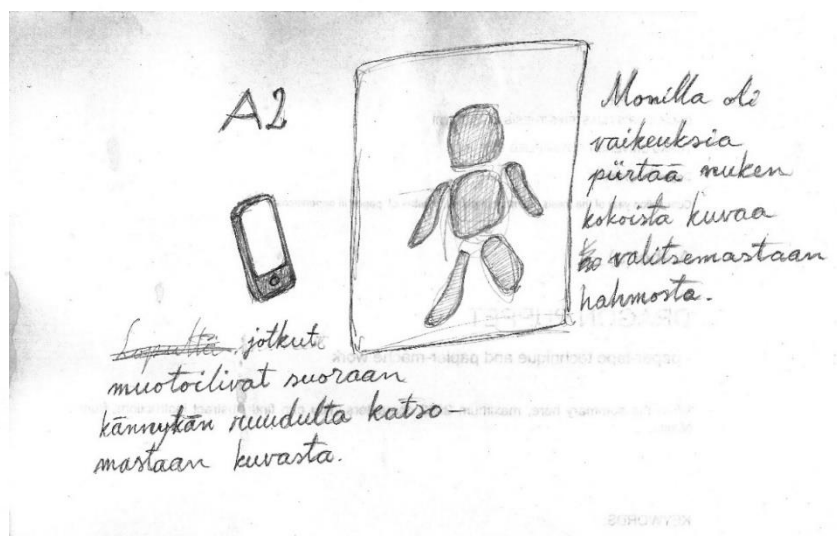 A2
Monilla oli
vaikeuksia
piirtää nuken
kokoista kuvaa
valitsemastaan
hahmosta.
Lopulta jotkut
muotoilivat suoraan
kännykän ruudulta katso-
mastaan kuvasta.